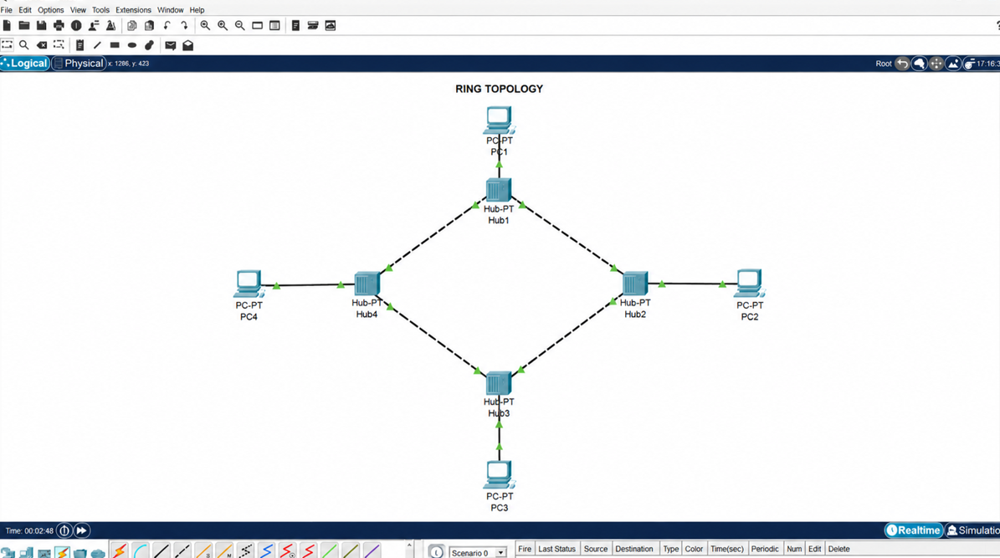 File Edit Options View Tools Extensions Window Help
Logical Physical x: 1286, y: 423 Root 17:16:3
RING TOPOLOGY
PC-PT
PC1
Hub-PT
Hub1
PC-PT
PC4
Hub-PT
Hub4
Hub-PT
Hub2
PC-PT
PC2
Hub-PT
Hub3
PC-PT
PC3
Time: 00:02:48 Realtime Simulatio
Scenario 0 Fire Last Status Source Destination Type Color Time(sec) Periodic Num Edit Delete